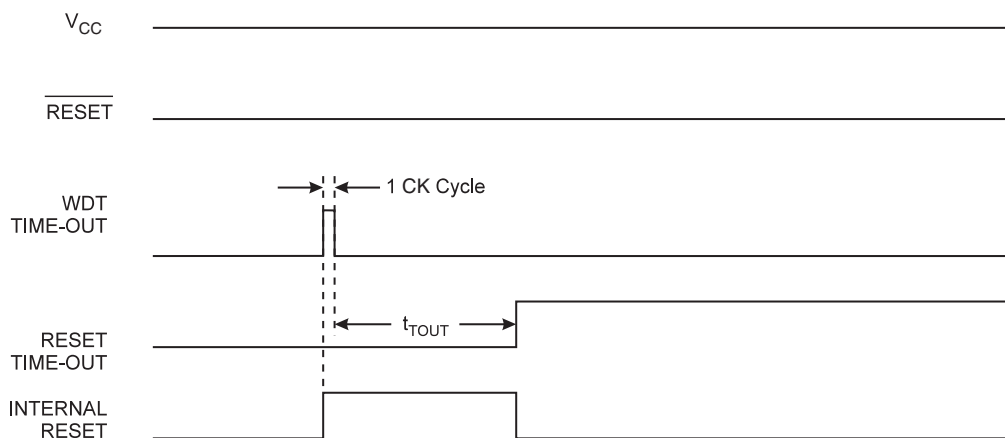 VCC
RESET
1 CK Cycle
WDT
TIME-OUT
tTOUT
RESET
TIME-OUT
INTERNAL
RESET